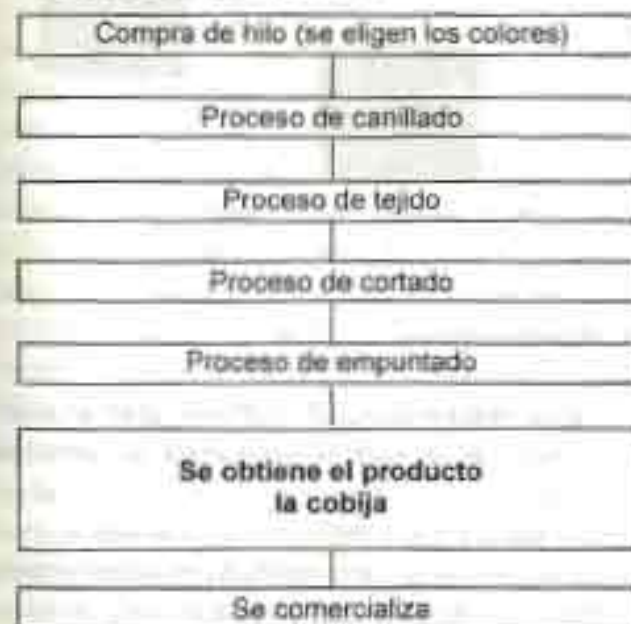 Compra de hilo (se eligen los colores)
Proceso de canillado
Proceso de tejido
Proceso de cortado
Proceso de empuntado
Se obtiene el producto
la cobija
Se comercializa